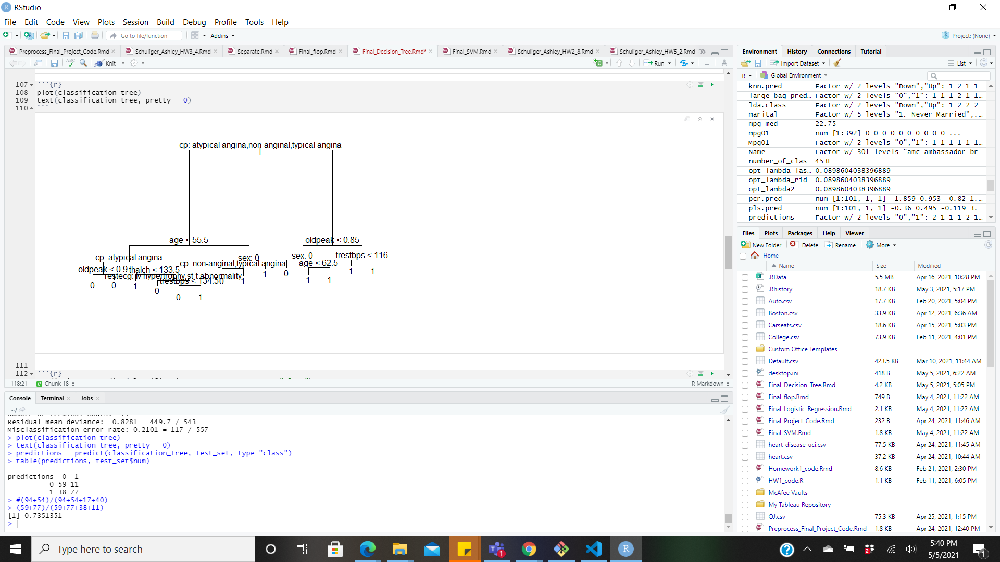 RStudio
File Edit Code View Plots Session Build Debug Profile Tools Help
Go to file/function Addins Project: (None)
Preprocess_Final_Project_Code.Rmd Schuliger_Ashley_HW3_4.Rmd Separate.Rmd Final_flop.Rmd Final_Decision_Tree.Rmd* Final_SVM.Rmd Schuliger_Ashley_HW2_8.Rmd Schuliger_Ashley_HW5_2.Rmd
ABC Knit Run
107 ```{r}
108 plot(classification_tree)
109 text(classification_tree, pretty = 0)
110 ```
cp: atypical angina,non-anginal,typical angina
age < 55.5 oldpeak < 0.85
cp: atypical angina sex: 0 sex: 0 trestbps < 116
cp: non-anginal,typical angina age < 62.5
oldpeak < 0.9 thalch < 133.5 1 0 1 1
restecg: lv hypertrophy,st-t abnormality
trestbps < 134.5 0 1 1 1
0 0 1 0
0 1
111
112 ```{r}
118:21 Chunk 18 R Markdown
Console Terminal Jobs
~/
Number of terminal nodes: 14
Residual mean deviance: 0.8281 = 449.7 / 543
Misclassification error rate: 0.2101 = 117 / 557
> plot(classification_tree)
> text(classification_tree, pretty = 0)
> predictions = predict(classification_tree, test_set, type="class")
> table(predictions, test_set$num)
predictions 0 1
0 59 11
1 38 77
> #(94+54)/(94+54+17+40)
> (59+77)/(59+77+38+11)
[1] 0.7351351
>
Environment History Connections Tutorial
Import Dataset List
R Global Environment
knn.pred Factor w/ 2 levels "Down","Up": 1 2 1 1…
large_bag_pred… Factor w/ 2 levels "0","1": 1 1 1 2 1 1…
lda.class Factor w/ 2 levels "Down","Up": 1 2 2 2…
marital Factor w/ 5 levels "1. Never Married",.…
mpg_med 22.75
mpg01 num [1:392] 0 0 0 0 0 0 0 0 0 0 ...
Mpg01 Factor w/ 2 levels "0","1": 1 1 1 1 1 1…
Name Factor w/ 301 levels "amc ambassador br…
number_of_clas… 453L
opt_lambda_las… 0.0898604038396889
opt_lambda_rid… 0.0898604038396889
opt_lambda2 0.0898604038396889
pcr.pred num [1:101, 1, 1] -1.859 0.953 -0.82 1.…
pls.pred num [1:101, 1, 1] -0.36 0.495 -0.119 3.…
predictions Factor w/ 2 levels "0","1": 2 1 1 1 2 1…
Files Plots Packages Help Viewer
New Folder Delete Rename More
Home ...
Name Size Modified
.RData 5.5 MB Apr 16, 2021, 10:28 PM
.Rhistory 18.7 KB May 3, 2021, 5:17 PM
Auto.csv 17.7 KB Feb 20, 2021, 5:04 PM
Boston.csv 33.9 KB Apr 12, 2021, 6:36 AM
Carseats.csv 18.6 KB Apr 15, 2021, 5:03 PM
College.csv 73.9 KB Feb 11, 2021, 4:01 PM
Custom Office Templates
Default.csv 423.5 KB Mar 10, 2021, 11:44 AM
desktop.ini 418 B May 5, 2021, 6:22 AM
Final_Decision_Tree.Rmd 4.2 KB May 5, 2021, 5:05 PM
Final_flop.Rmd 749 B May 4, 2021, 11:22 AM
Final_Logistic_Regression.Rmd 2.1 KB May 4, 2021, 11:22 AM
Final_Project_Code.Rmd 232 B Apr 24, 2021, 11:46 AM
Final_SVM.Rmd 1.8 KB May 4, 2021, 11:22 AM
heart_disease_uci.csv 77.5 KB Apr 24, 2021, 11:45 AM
heart.csv 37.2 KB Apr 24, 2021, 10:44 AM
Homework1_code.Rmd 8.6 KB Feb 21, 2021, 2:30 PM
HW1_code.R 1.1 KB Feb 11, 2021, 6:05 PM
McAfee Vaults
My Tableau Repository
OJ.csv 75.3 KB Apr 25, 2021, 1:15 PM
Preprocess_Final_Project_Code.Rmd 1.8 KB Apr 24, 2021, 12:40 PM
Type here to search
5:40 PM
5/5/2021